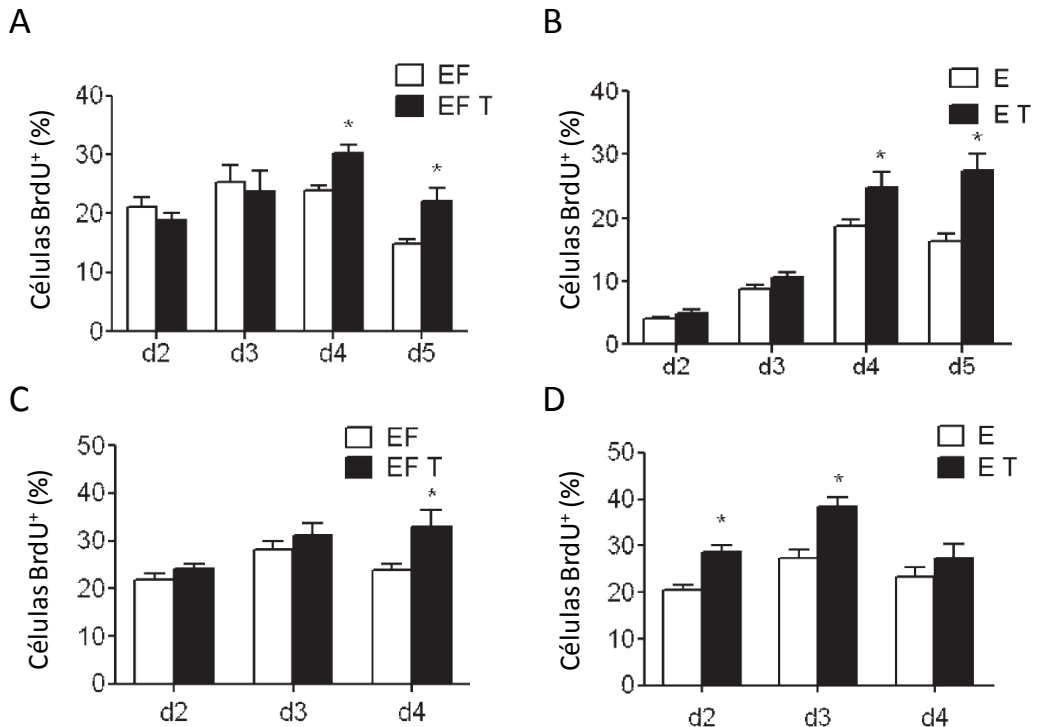 A
EF
EF T
Células BrdU⁺ (%)
40
30
20
10
0
*
*
d2 d3 d4 d5
B
E
E T
Células BrdU⁺ (%)
40
30
20
10
0
*
*
d2 d3 d4 d5
C
EF
EF T
Células BrdU⁺ (%)
50
40
30
20
10
0
*
d2 d3 d4
D
E
E T
Células BrdU⁺ (%)
50
40
30
20
10
0
*
*
d2 d3 d4